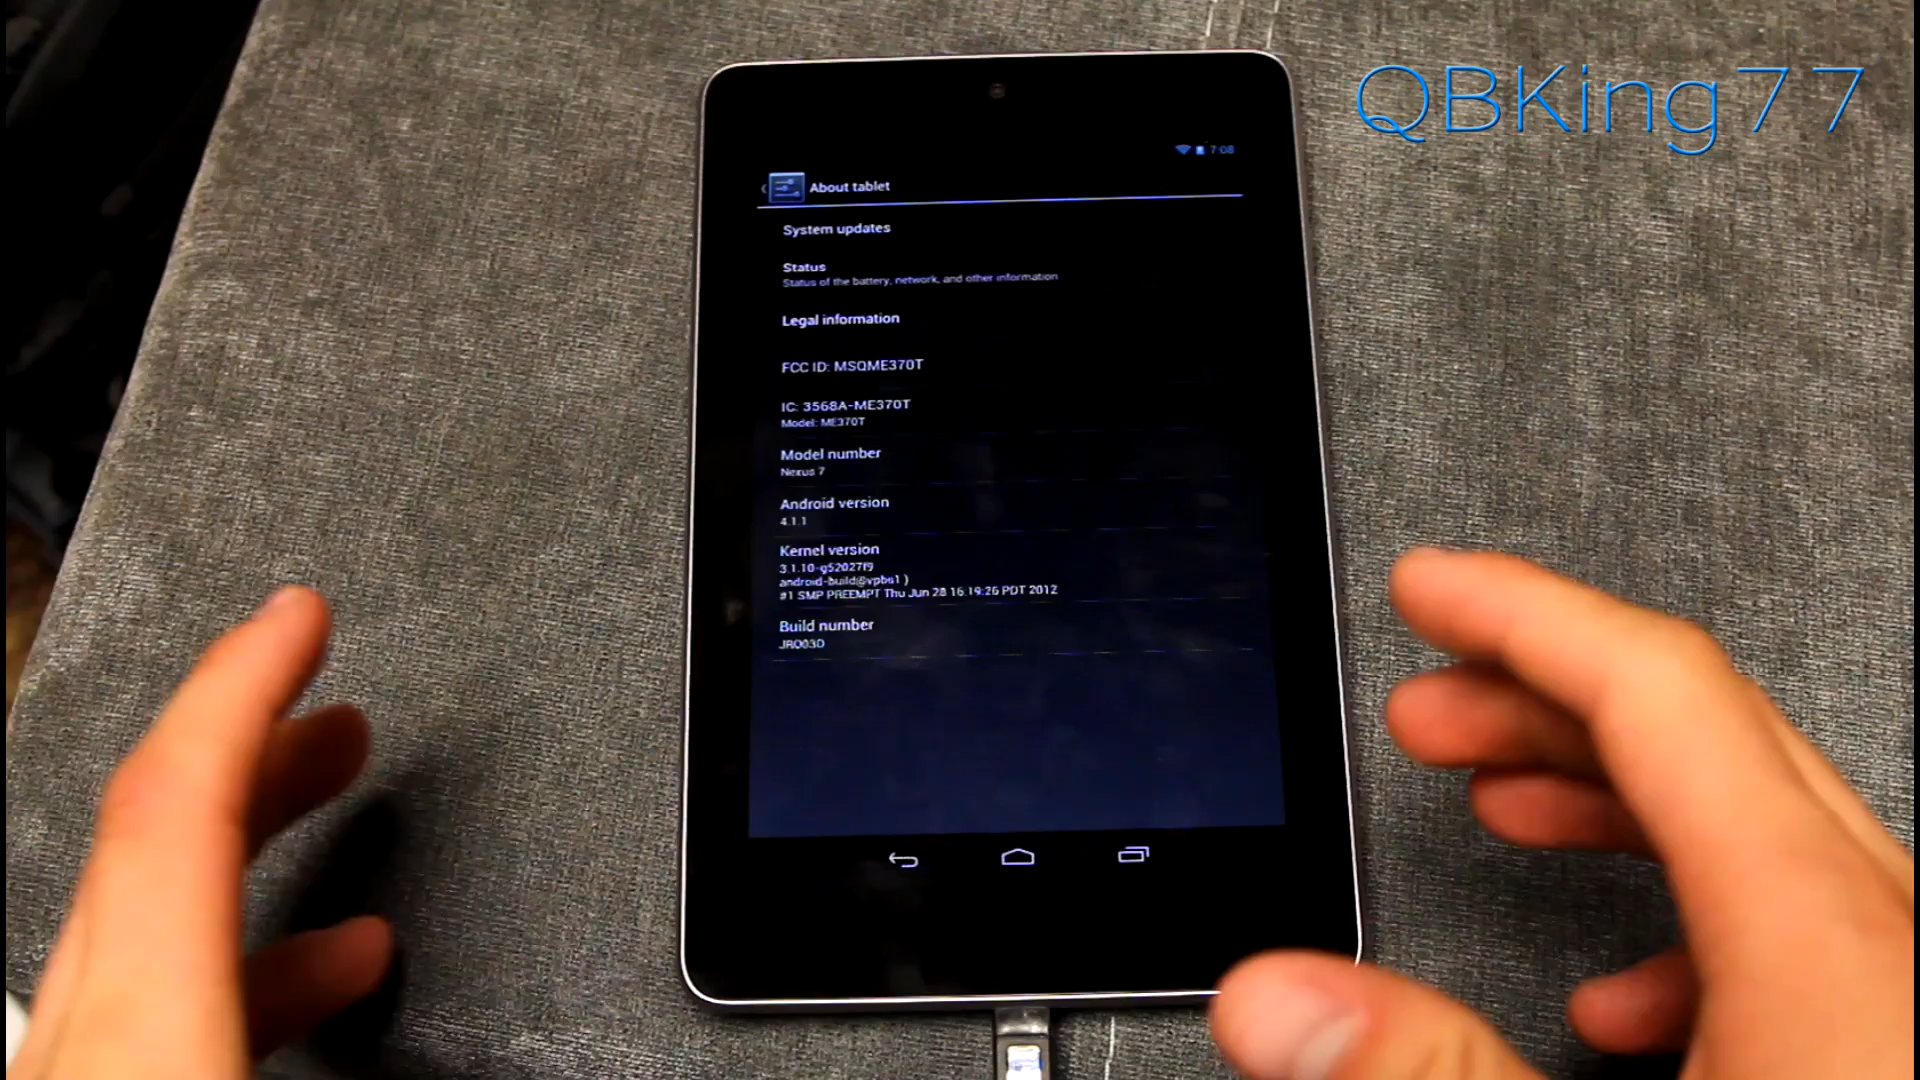 QBKing77
7:08
About tablet
System updates
Status
Status of the battery, network, and other information
Legal information
FCC ID: MSQME370T
IC: 3568A-ME370T
Model: ME370T
Model number
Nexus 7
Android version
4.1.1
Kernel version
3.1.10-g52027f9
android-build@vpbs1 )
#1 SMP PREEMPT Thu Jun 28 16:19:26 PDT 2012
Build number
JRO03D